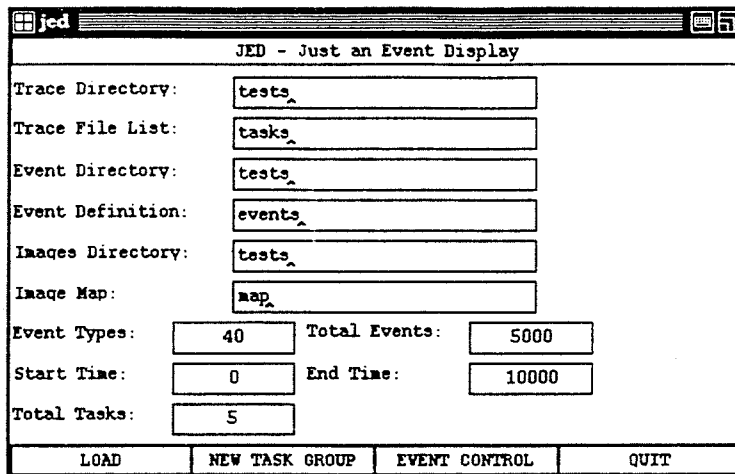 jed
JED - Just an Event Display
Trace Directory: tests
Trace File List: tasks
Event Directory: tests
Event Definition: events
Images Directory: tests
Image Map: map
Event Types: 40 Total Events: 5000
Start Time: 0 End Time: 10000
Total Tasks: 5
LOAD NEW TASK GROUP EVENT CONTROL QUIT